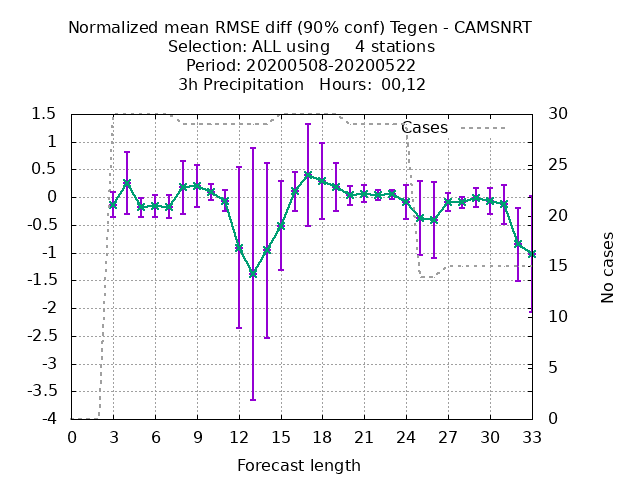 Normalized mean RMSE diff (90% conf) Tegen - CAMSNRT
Selection: ALL using     4 stations
Period: 20200508-20200522
3h Precipitation   Hours: 00,12
Cases
1.5
1
0.5
0
-0.5
-1
-1.5
-2
-2.5
-3
-3.5
-4
30
25
20
15
10
5
0
No cases
0 3 6 9 12 15 18 21 24 27 30 33
Forecast length